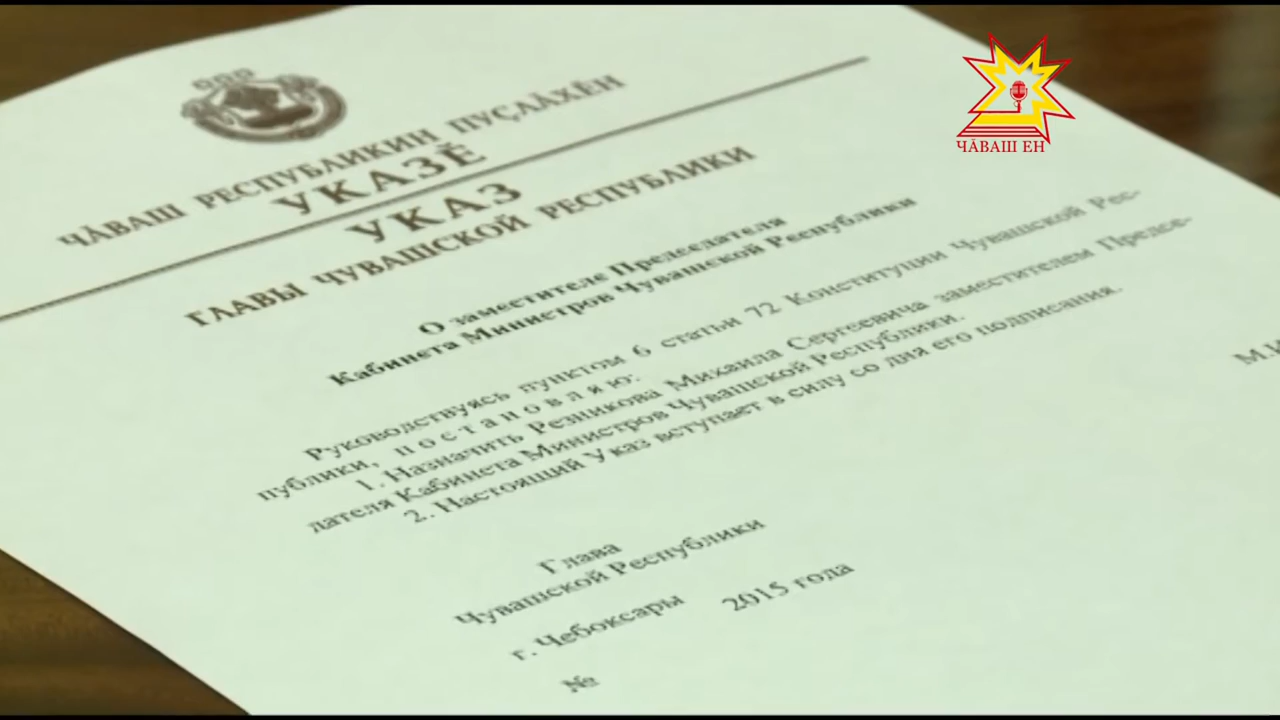 ЧӐВАШ ЕН
ЧӐВАШ РЕСПУБЛИКИН ПУҪЛӐХӖН
УКАЗӖ
УКАЗ
ГЛАВЫ ЧУВАШСКОЙ РЕСПУБЛИКИ
О заместителе Председателя
Кабинета Министров Чувашской Республики
Руководствуясь пунктом 6 статьи 72 Конституции Чувашской Рес-
публики, п о с т а н о в л я ю:
1. Назначить Резникова Михаила Сергеевича заместителем Предсе-
дателя Кабинета Министров Чувашской Республики.
2. Настоящий Указ вступает в силу со дня его подписания.
Глава
Чувашской Республики
М.И
г. Чебоксары
2015 года
№